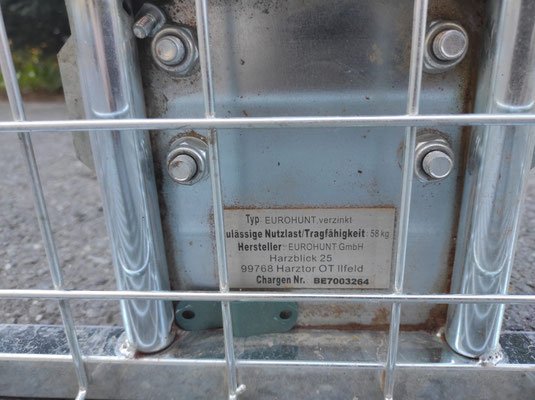 Typ EUROHUNT verzinkt
ulässige Nutzlast/Tragfähigkeit: 58 kg
Hersteller EUROHUNT GmbH
Harzblick 25
99768 Harztor OT Ilfeld
Chargen Nr. BE7003264